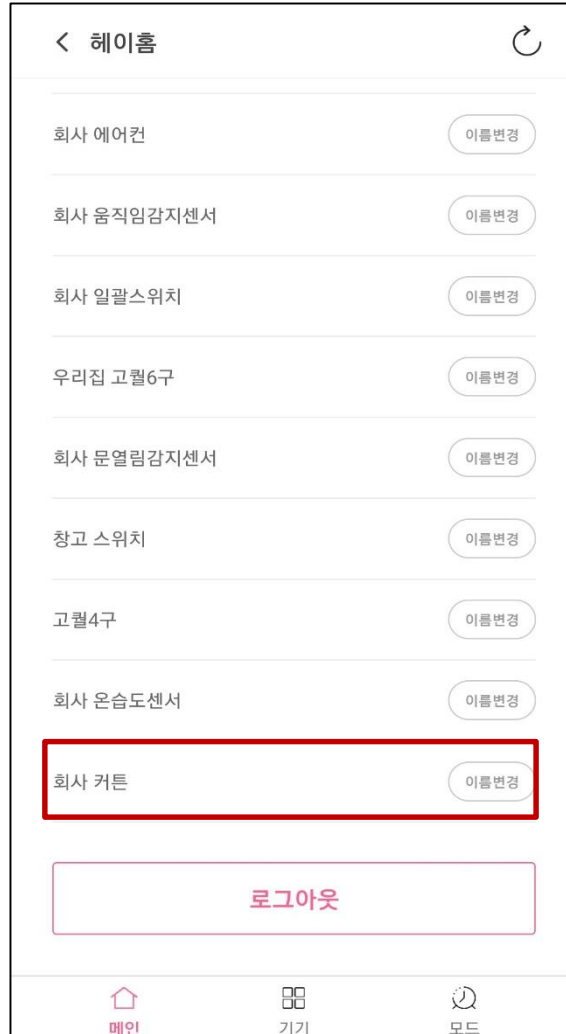 헤이홈
회사 에어컨 이름변경
회사 움직임감지센서 이름변경
회사 일괄스위치 이름변경
우리집 고퀄6구 이름변경
회사 문열림감지센서 이름변경
창고 스위치 이름변경
고퀄4구 이름변경
회사 온습도센서 이름변경
회사 커튼 이름변경
로그아웃
메인 기기 모드